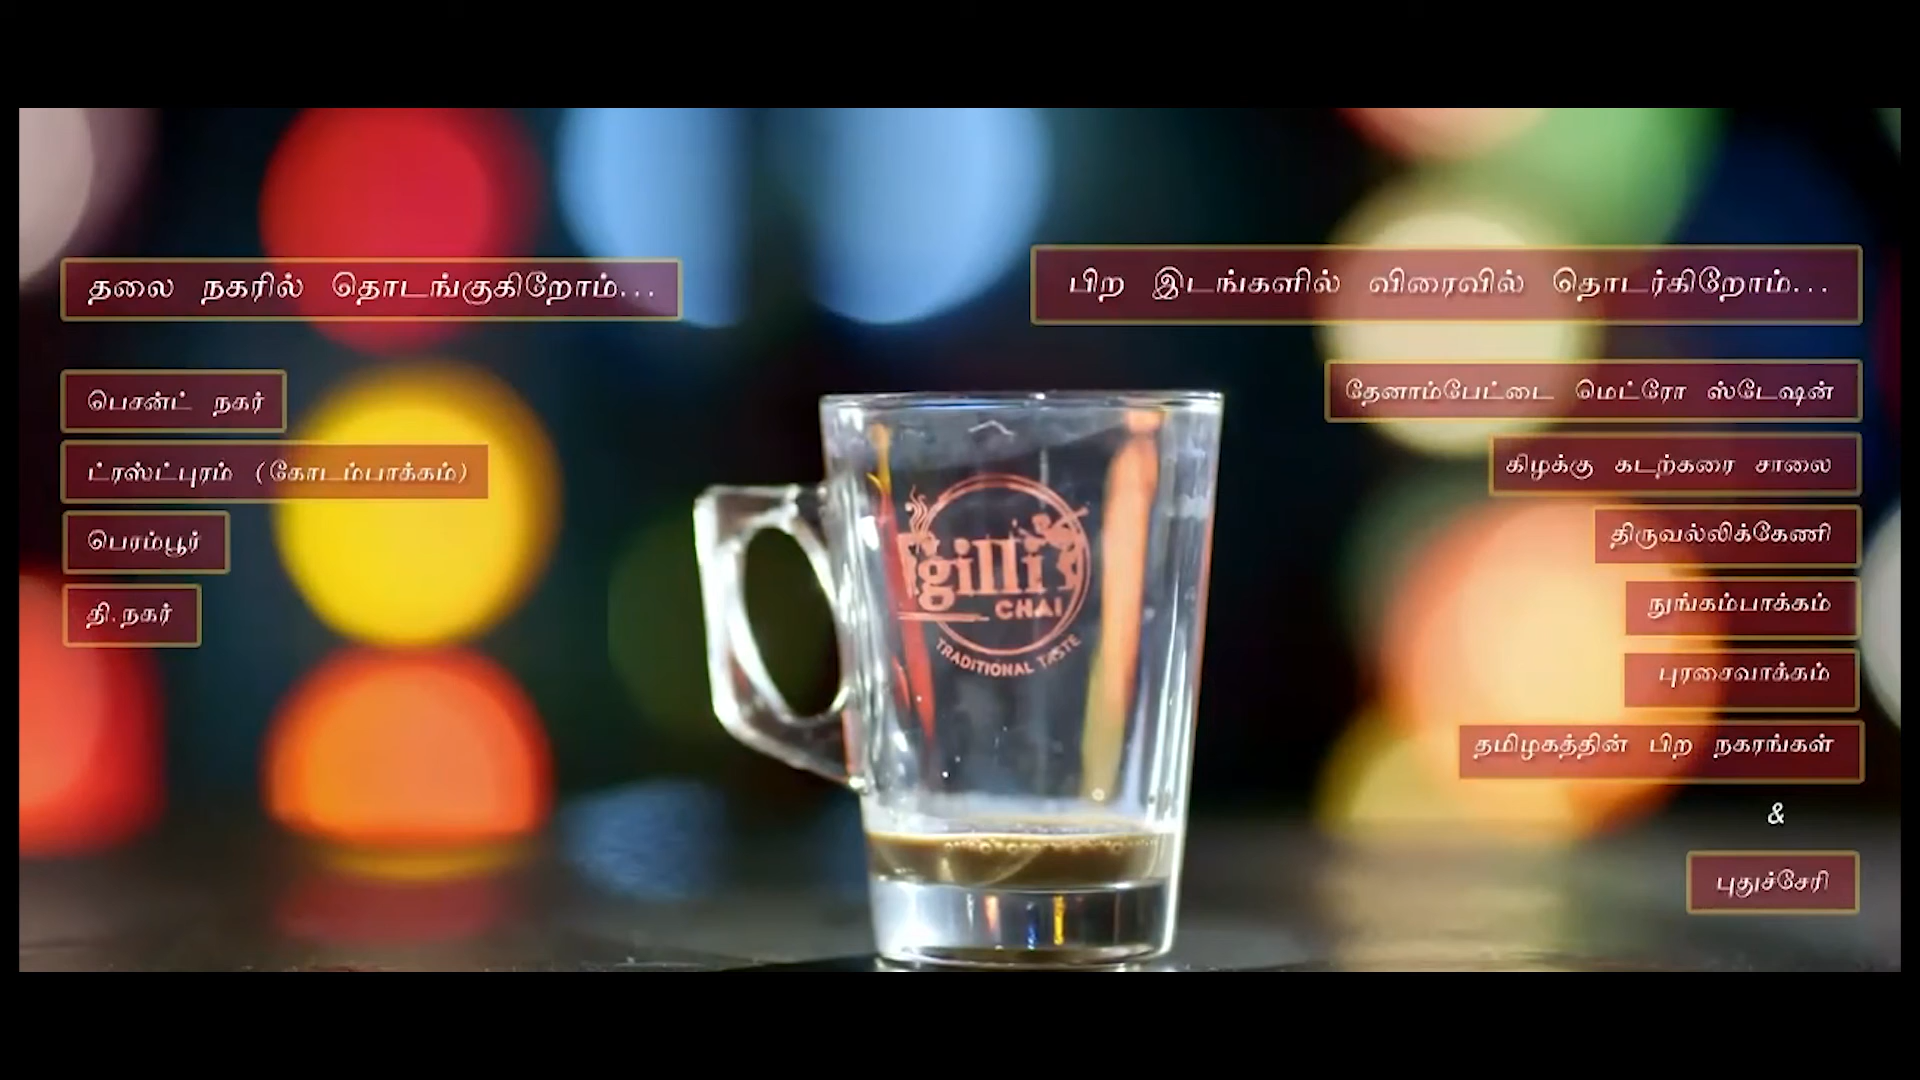 தலை நகரில் தொடங்குகிறோம்...
பெசன்ட் நகர்
ட்ரஸ்ட்புரம் (கோடம்பாக்கம்)
பெரம்பூர்
தி.நகர்
gilli
CHAI
TRADITIONAL TASTE
பிற இடங்களில் விரைவில் தொடர்கிறோம்...
தேனாம்பேட்டை மெட்ரோ ஸ்டேஷன்
கிழக்கு கடற்கரை சாலை
திருவல்லிக்கேணி
நுங்கம்பாக்கம்
புரசைவாக்கம்
தமிழகத்தின் பிற நகரங்கள்
&
புதுச்சேரி